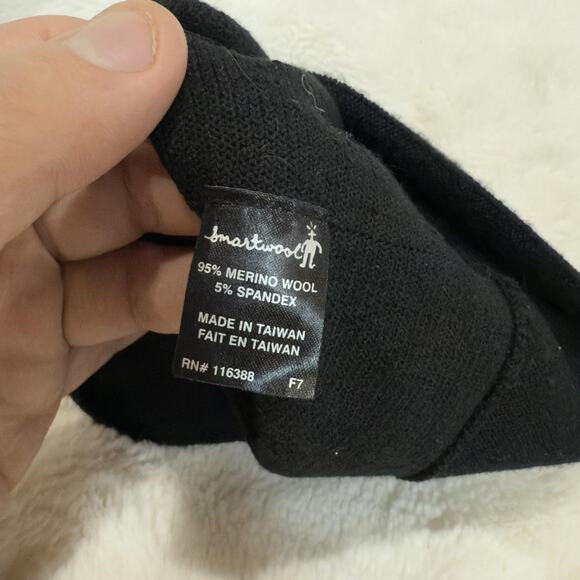 Smartwool
95% MERINO WOOL
5% SPANDEX
MADE IN TAIWAN
FAIT EN TAIWAN
RN# 116388 F7